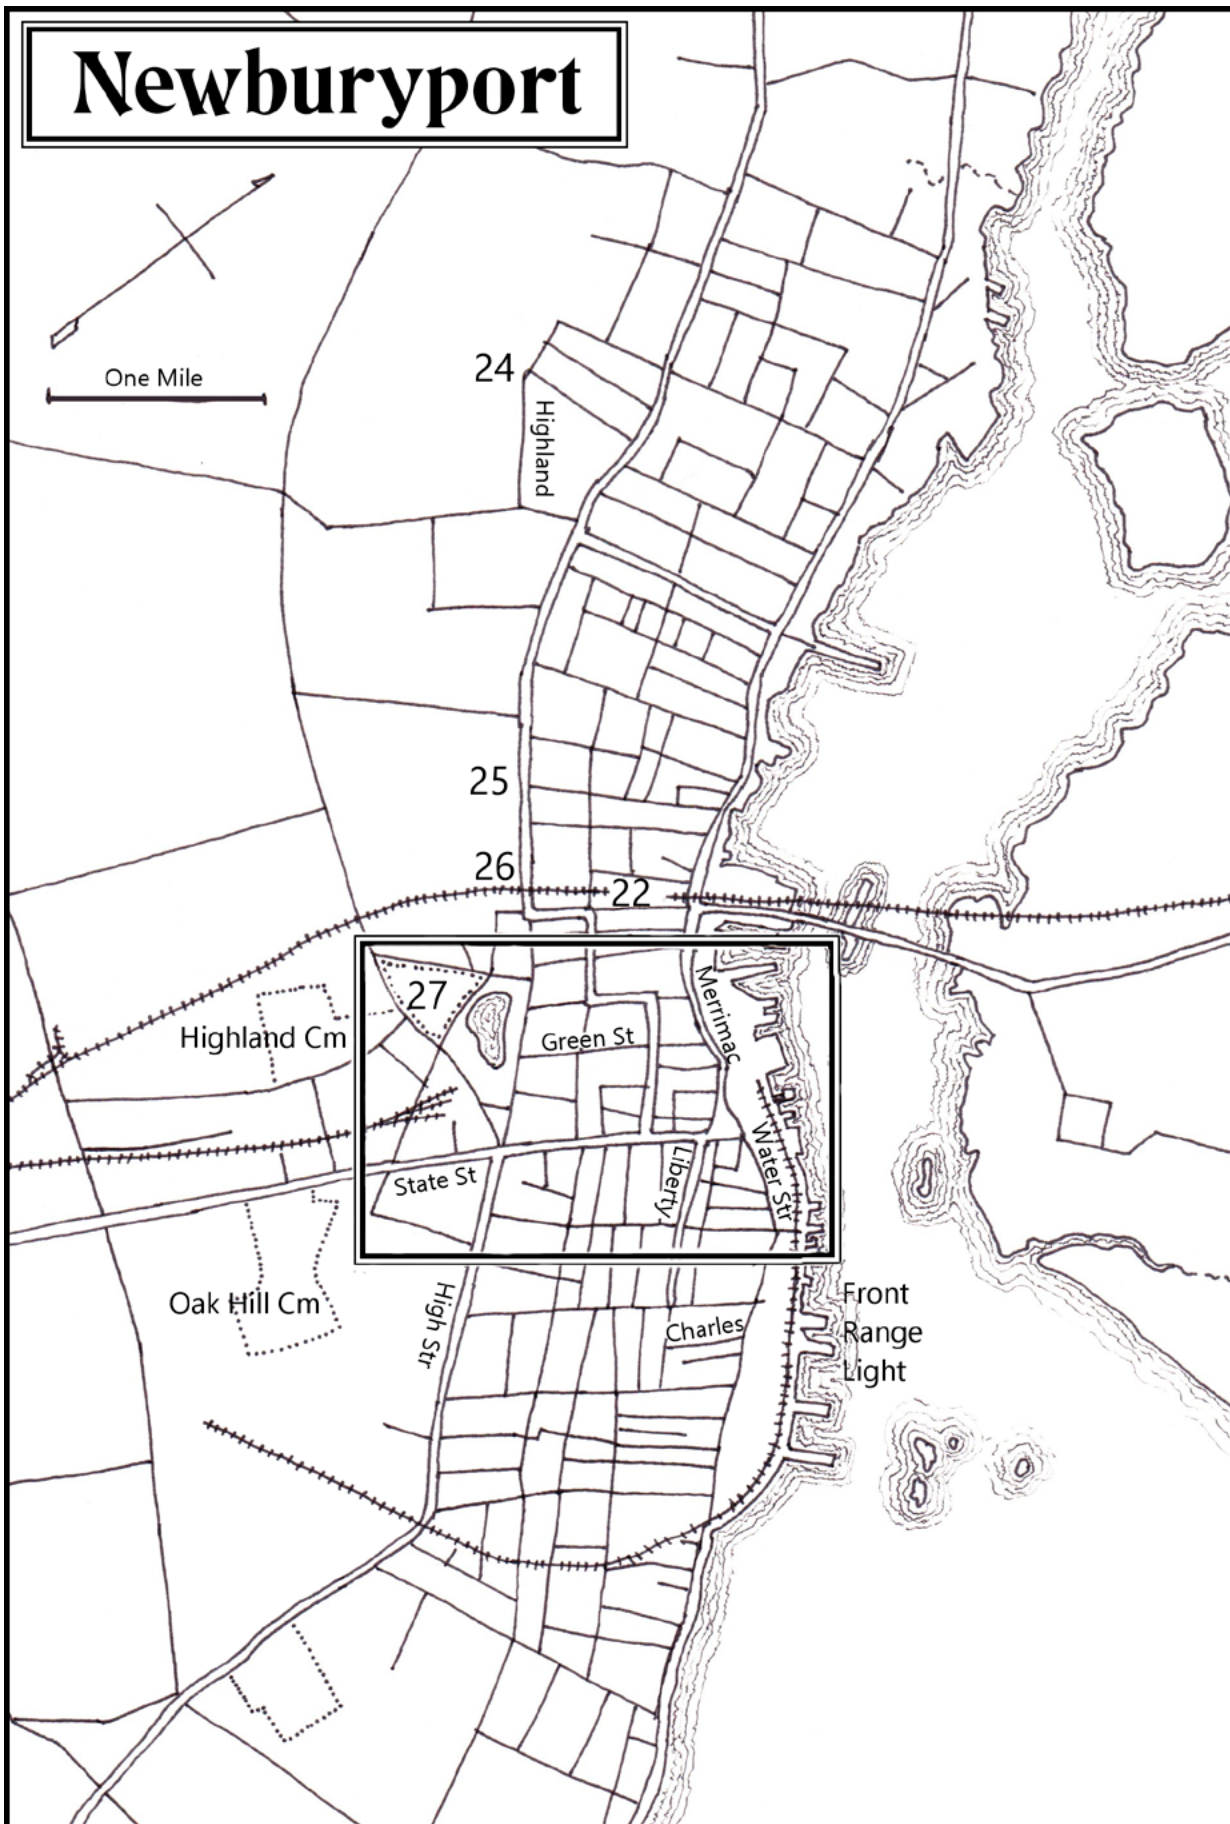 Newburyport
One Mile
24
Highland
25
26
22
27
Merrimac
Highland Cm
Green St
Water Str
Liberty
State St
Oak Hill Cm
High Str
Charles
Front
Range
Light